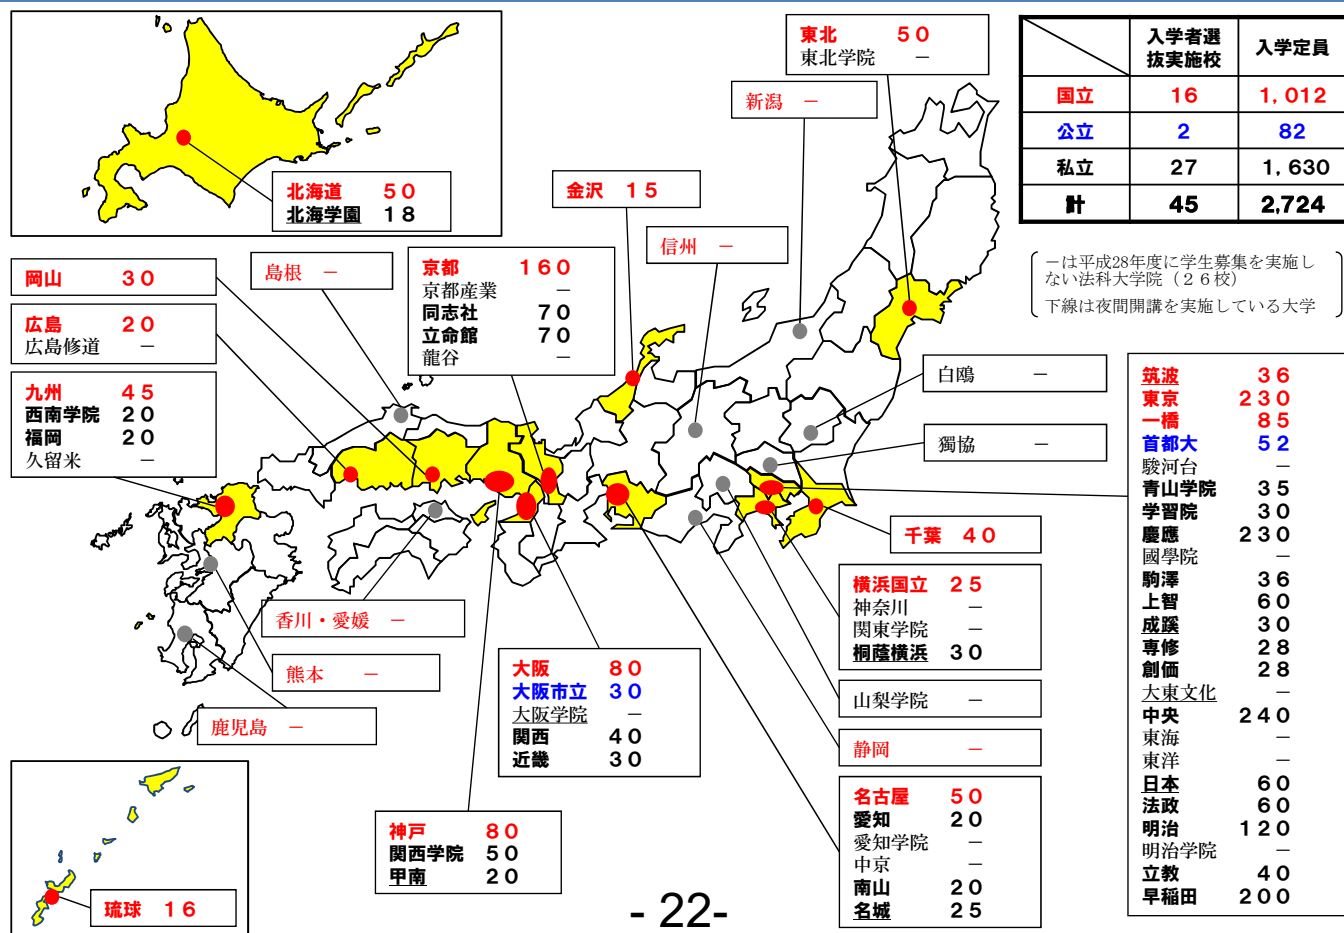 北海道　５０
北海学園　１８
東北　５０
東北学院　－
新潟　－
入学者選抜実施校　入学定員
国立　16　1,012
公立　2　82
私立　27　1,630
計　45　2,724
－は平成28年度に学生募集を実施し
ない法科大学院（２６校）
下線は夜間開講を実施している大学
金沢　１５
信州　－
島根　－
岡山　３０
広島　２０
広島修道　－
九州　４５
西南学院　２０
福岡　２０
久留米　－
京都　１６０
京都産業　－
同志社　７０
立命館　７０
龍谷　－
白鴎　－
獨協　－
千葉　４０
筑波　３６
東京　２３０
一橋　８５
首都大　５２
駿河台　－
青山学院　３５
学習院　３０
慶應　２３０
國學院　－
駒澤　３６
上智　６０
成蹊　３０
専修　２８
創価　２８
大東文化　－
中央　２４０
東海　－
東洋　－
日本　６０
法政　６０
明治　１２０
明治学院　－
立教　４０
早稲田　２００
横浜国立　２５
神奈川　－
関東学院　－
桐蔭横浜　３０
山梨学院　－
静岡　－
名古屋　５０
愛知　２０
愛知学院　－
中京　－
南山　２０
名城　２５
香川・愛媛　－
熊本　－
鹿児島　－
大阪　８０
大阪市立　３０
大阪学院　－
関西　４０
近畿　３０
神戸　８０
関西学院　５０
甲南　２０
琉球　１６
- 22-